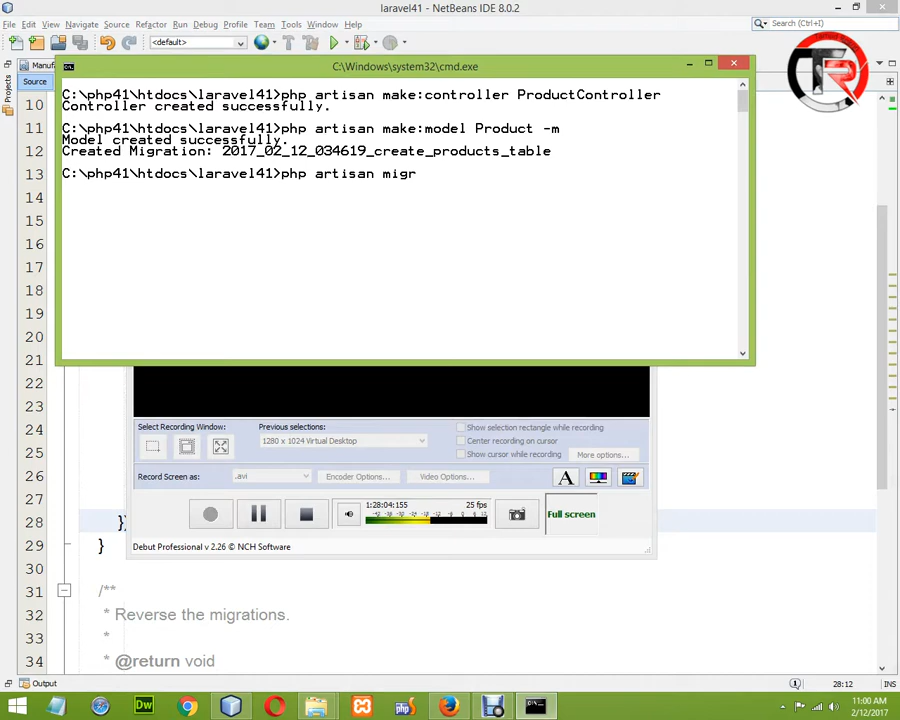 laravel41 - NetBeans IDE 8.0.2
File Edit View Navigate Source Refactor Run Debug Profile Team Tools Window Help
<default>
Search (Ctrl+I)
Projects
Manuf
Source
C:\Windows\system32\cmd.exe
C:\php41\htdocs\laravel41>php artisan make:controller ProductController
Controller created successfully.
C:\php41\htdocs\laravel41>php artisan make:model Product -m
Model created successfully.
Created Migration: 2017_02_12_034619_create_products_table
C:\php41\htdocs\laravel41>php artisan migr
10
11
12
13
14
15
16
17
18
19
20
21
22
23
24
25
26
27
28 });
29 }
30
31 /**
32 * Reverse the migrations.
33 *
34 * @return void
Select Recording Window:
Previous selections:
1280 x 1024 Virtual Desktop
Show selection rectangle while recording
Center recording on cursor
Show cursor while recording
More options...
Record Screen as:
.avi
Encoder Options...
Video Options...
A
1:28:04:155
25 fps
Full screen
Debut Professional v 2.26 © NCH Software
Output
28:12
INS
Dw
php
11:00 AM
2/12/2017